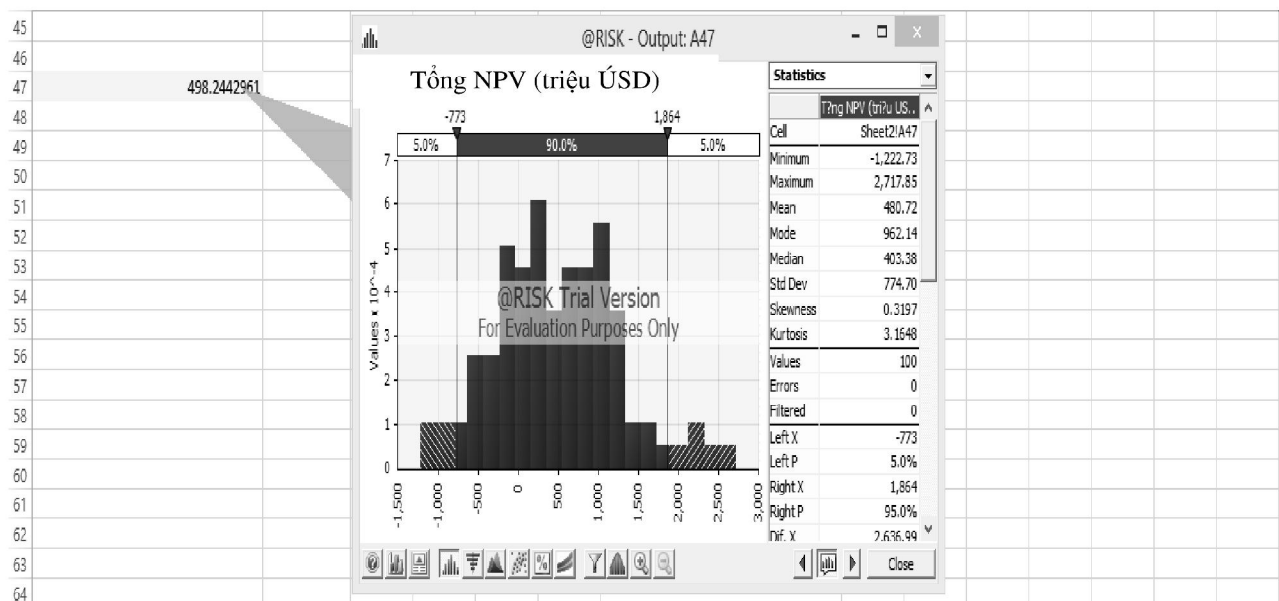 45
46
47 498.2442961
48
49
50
51
52
53
54
55
56
57
58
59
60
61
62
63
64
@RISK - Output: A47
Tổng NPV (triệu ÚSD)
-773 1,864
5.0% 90.0% 5.0%
Values x 10^-4
7
6
5
4
3
2
1
0
@RISK Trial Version
For Evaluation Purposes Only
-1,500 -1,000 -500 0 500 1,000 1,500 2,000 2,500 3,000
Statistics
T?ng NPV (tri?u US..
Cell Sheet2!A47
Minimum -1,222.73
Maximum 2,717.85
Mean 480.72
Mode 962.14
Median 403.38
Std Dev 774.70
Skewness 0.3197
Kurtosis 3.1648
Values 100
Errors 0
Filtered 0
Left X -773
Left P 5.0%
Right X 1,864
Right P 95.0%
Dif. X 2,636.99
Close